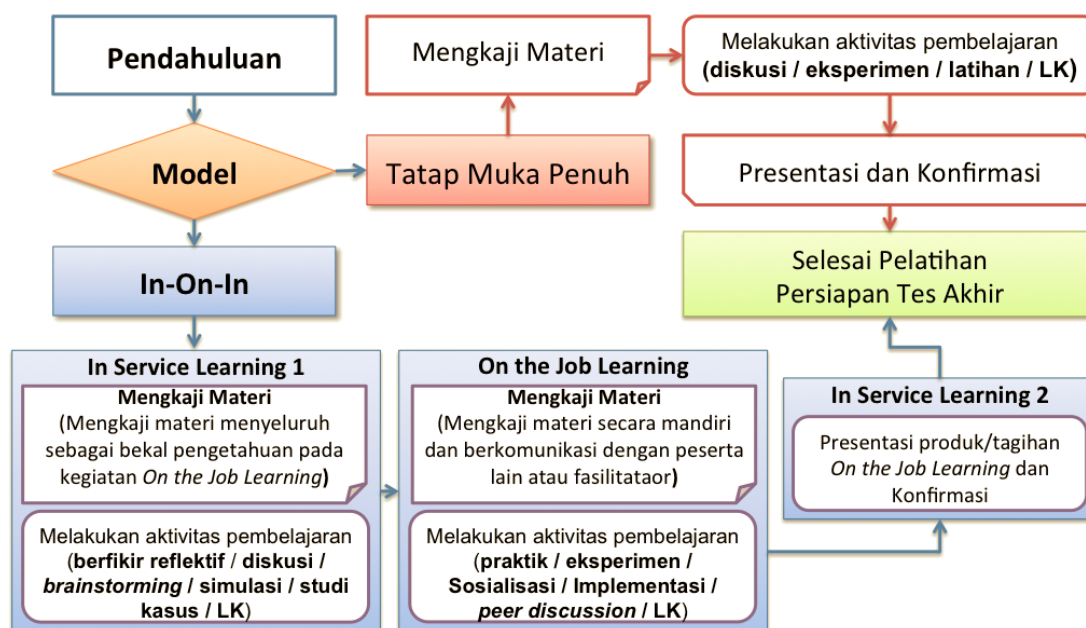 Pendahuluan
Model
Tatap Muka Penuh
Mengkaji Materi
Melakukan aktivitas pembelajaran
(diskusi / eksperimen / latihan / LK)
Presentasi dan Konfirmasi
Selesai Pelatihan
Persiapan Tes Akhir
In-On-In
In Service Learning 1
Mengkaji Materi
(Mengkaji materi menyeluruh
sebagai bekal pengetahuan pada
kegiatan On the Job Learning)
Melakukan aktivitas pembelajaran
(berfikir reflektif / diskusi /
brainstorming / simulasi / studi
kasus / LK)
On the Job Learning
Mengkaji Materi
(Mengkaji materi secara mandiri
dan berkomunikasi dengan peserta
lain atau fasilitataor)
Melakukan aktivitas pembelajaran
(praktik / eksperimen /
Sosialisasi / Implementasi /
peer discussion / LK)
In Service Learning 2
Presentasi produk/tagihan
On the Job Learning dan
Konfirmasi